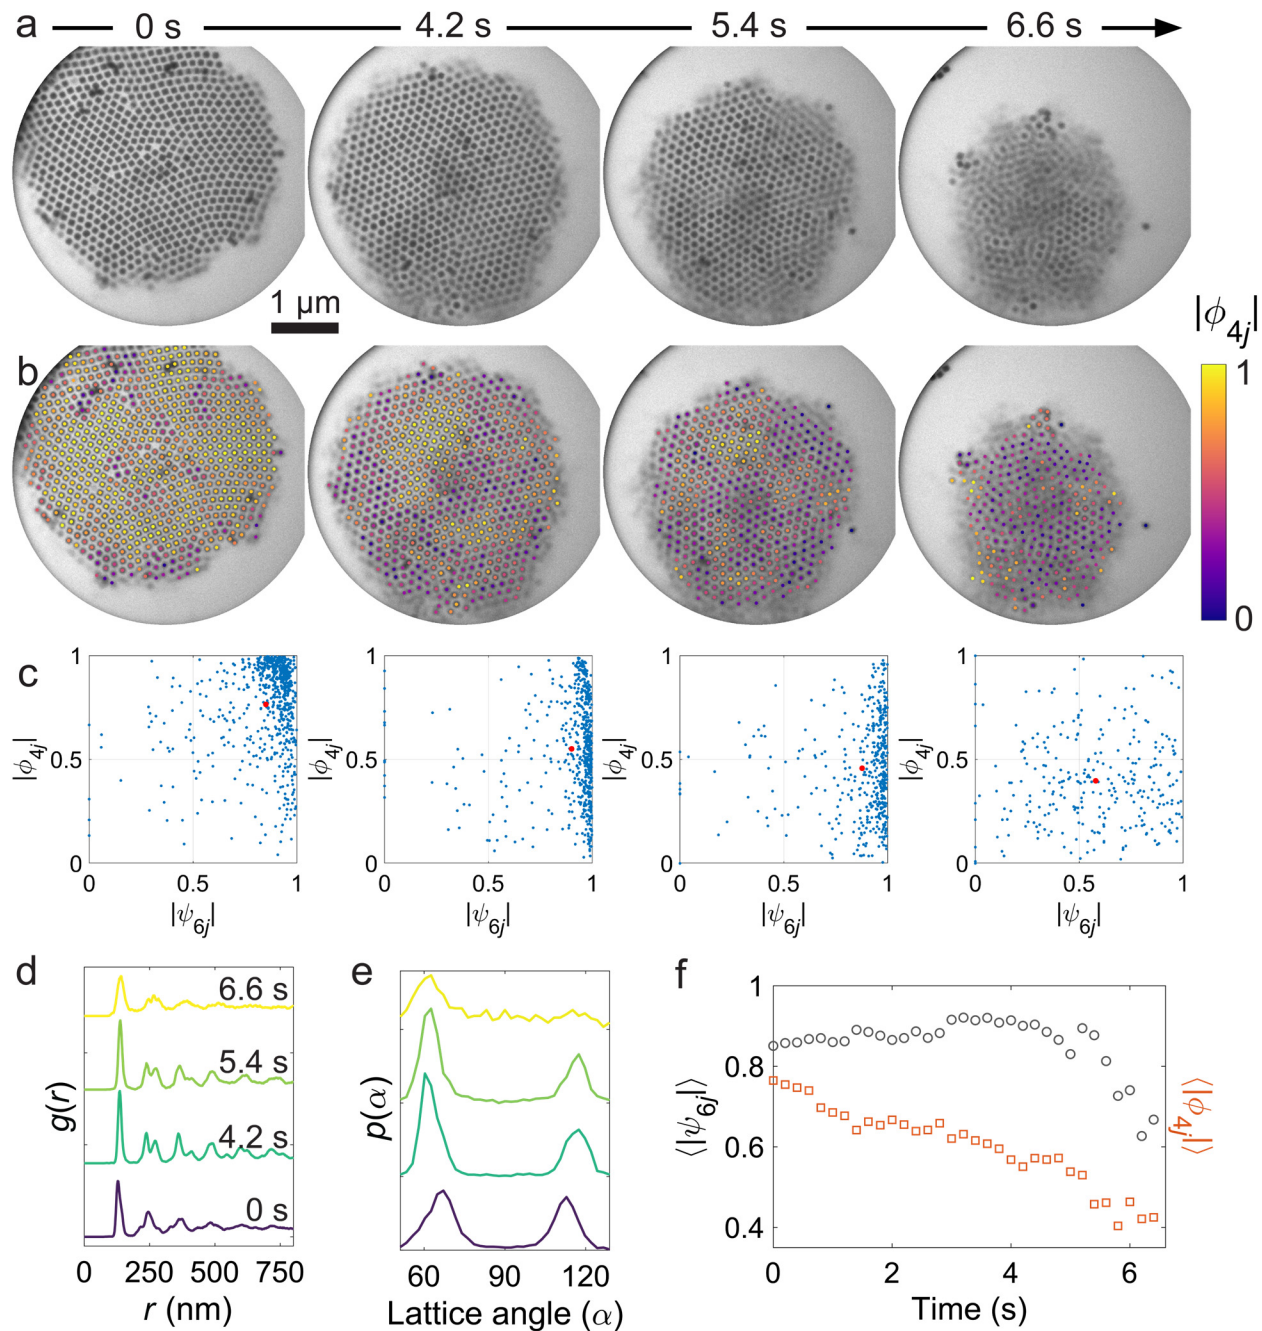 a 0 s 4.2 s 5.4 s 6.6 s
1 μm
b
|ϕ4j|
1
0
c
1 1 1 1
|ϕ4j| 0.5 |ϕ4j| 0.5 |ϕ4j| 0.5 |ϕ4j| 0.5
0 0 0 0
0 0.5 1 0 0.5 1 0 0.5 1 0 0.5 1
|ψ6j| |ψ6j| |ψ6j| |ψ6j|
d
g(r)
6.6 s
5.4 s
4.2 s
0 s
0 250 500 750
r (nm)
e
p(α)
60 90 120
Lattice angle (α)
f
⟨|ψ6j|⟩
1
0.8
0.6
0.4
⟨|ϕ4j|⟩
0 2 4 6
Time (s)